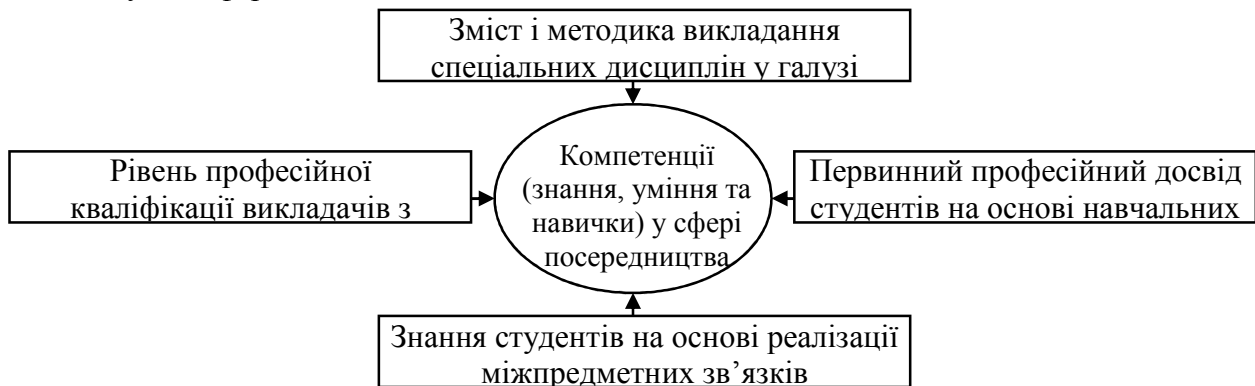 Зміст і методика викладання
спеціальних дисциплін у галузі
Рівень професійної
кваліфікації викладачів з
Компетенції
(знання, уміння та
навички) у сфері
посередництва
Первинний професійний досвід
студентів на основі навчальних
Знання студентів на основі реалізації
міжпредметних зв’язків